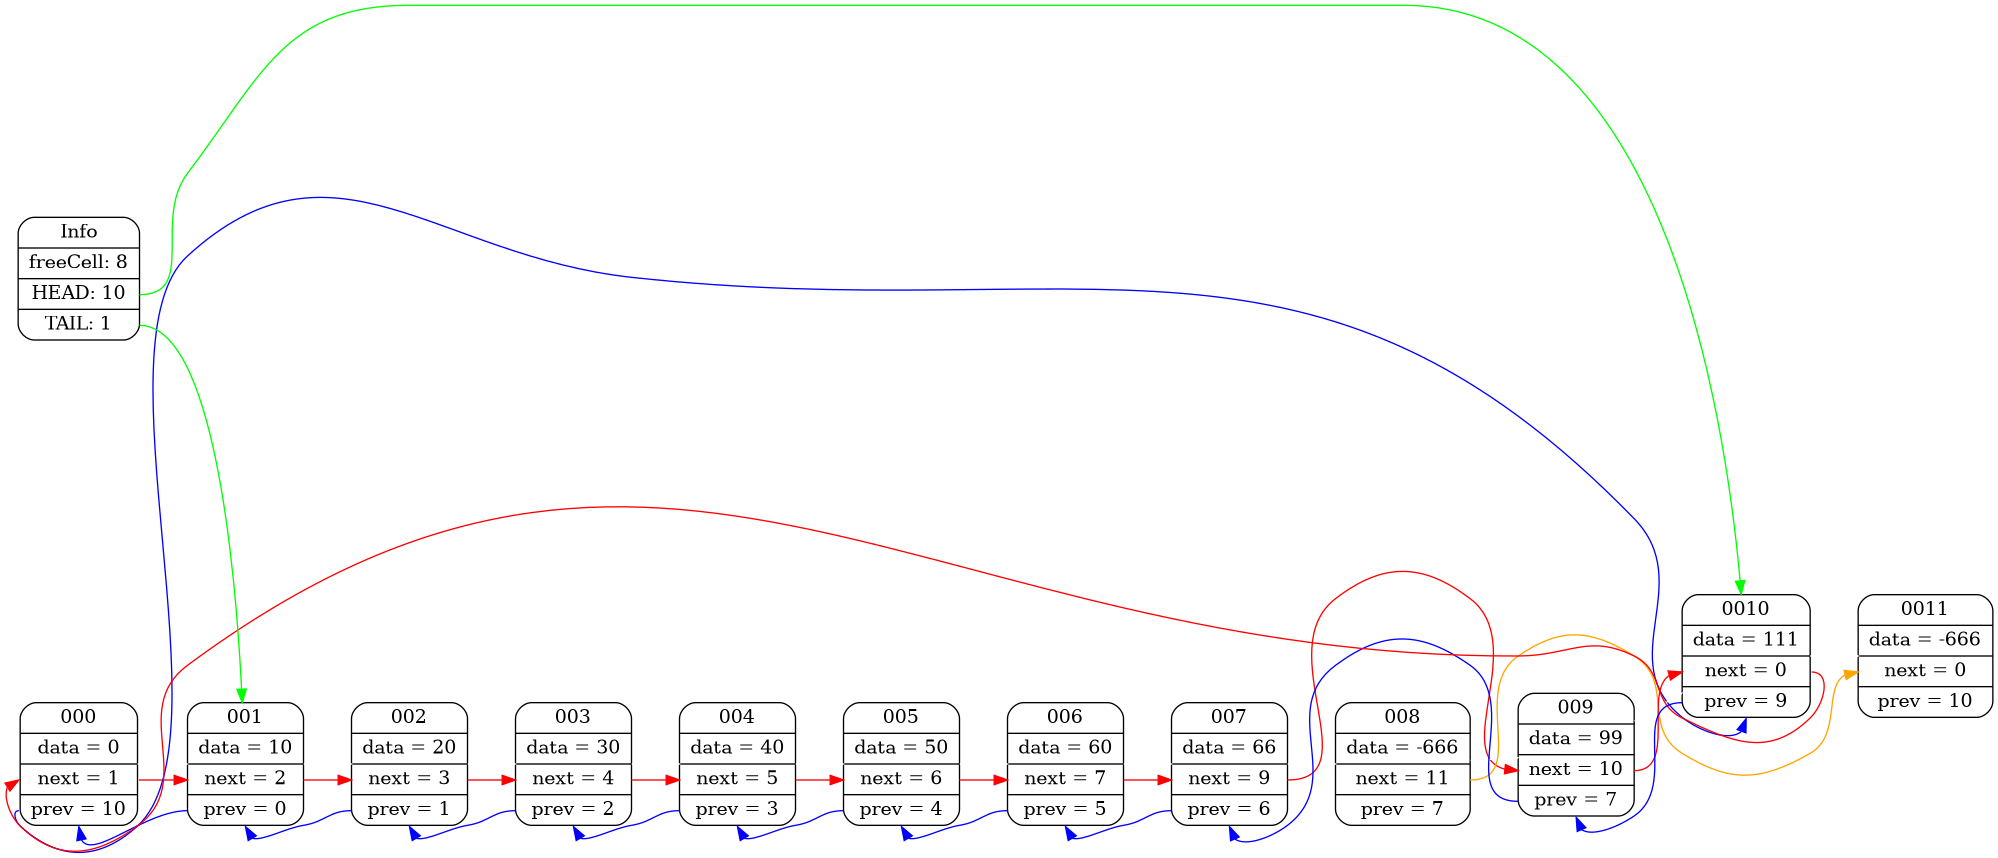 Info
freeCell: 8
HEAD: 10
TAIL: 1
000
data = 0
next = 1
prev = 10
001
data = 10
next = 2
prev = 0
002
data = 20
next = 3
prev = 1
003
data = 30
next = 4
prev = 2
004
data = 40
next = 5
prev = 3
005
data = 50
next = 6
prev = 4
006
data = 60
next = 7
prev = 5
007
data = 66
next = 9
prev = 6
008
data = -666
next = 11
prev = 7
009
data = 99
next = 10
prev = 7
0010
data = 111
next = 0
prev = 9
0011
data = -666
next = 0
prev = 10